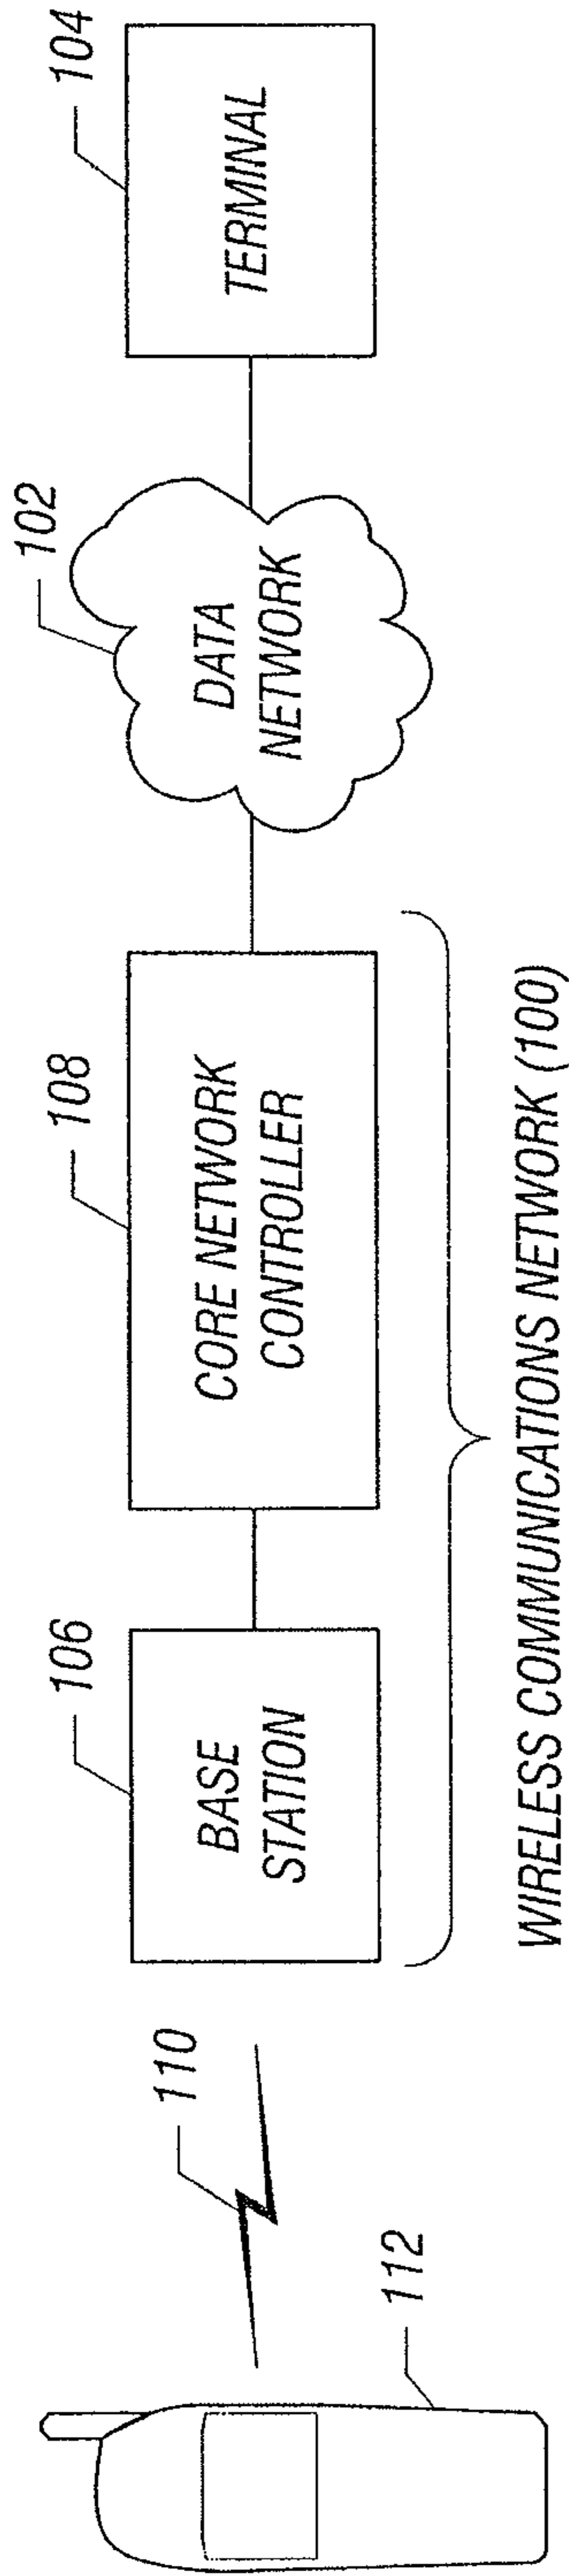 110
112
106
BASE
STATION
108
CORE NETWORK
CONTROLLER
102
DATA
NETWORK
104
TERMINAL
WIRELESS COMMUNICATIONS NETWORK (100)